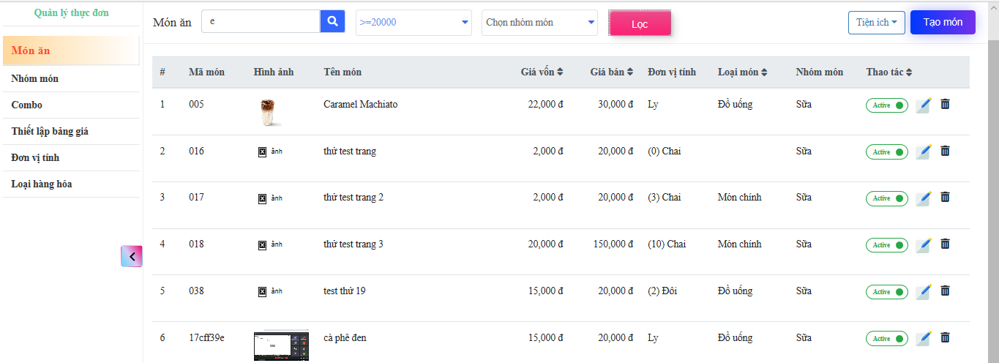 Quản lý thực đơn
Món ăn
Nhóm món
Combo
Thiết lập bảng giá
Đơn vị tính
Loại hàng hóa
Món ăn e >=20000 Chọn nhóm món Lọc Tiện ích Tạo món
# Mã món Hình ảnh Tên món Giá vốn Giá bán Đơn vị tính Loại món Nhóm món Thao tác
1 005 Caramel Machiato 22,000 đ 30,000 đ Ly Đồ uống Sữa Active
2 016 ảnh thử test trang 2,000 đ 20,000 đ (0) Chai Sữa Active
3 017 ảnh thử test trang 2 2,000 đ 20,000 đ (3) Chai Món chính Sữa Active
4 018 ảnh thử test trang 3 20,000 đ 150,000 đ (10) Chai Món chính Sữa Active
5 038 ảnh test thử 19 15,000 đ 20,000 đ (2) Đôi Đồ uống Sữa Active
6 17cff39e cà phê đen 15,000 đ 20,000 đ Ly Đồ uống Sữa Active